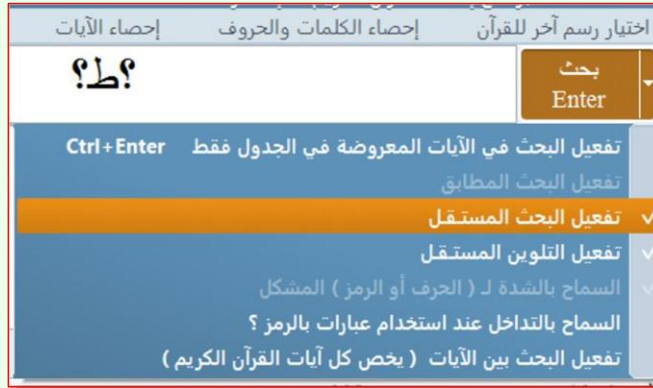 اختيار رسم آخر للقرآن إحصاء الكلمات والحروف إحصاء الآيات
بحث
Enter
؟ط؟
تفعيل البحث في الآيات المعروضة في الجدول فقط Ctrl+Enter
تفعيل البحث المطابق
تفعيل البحث المستقل
تفعيل التلوين المستقل
السماح بالشدة لـ ( الحرف أو الرمز ) المشكل
السماح بالتداخل عند استخدام عبارات بالرمز ؟
تفعيل البحث بين الآيات ( يخص كل آيات القرآن الكريم )